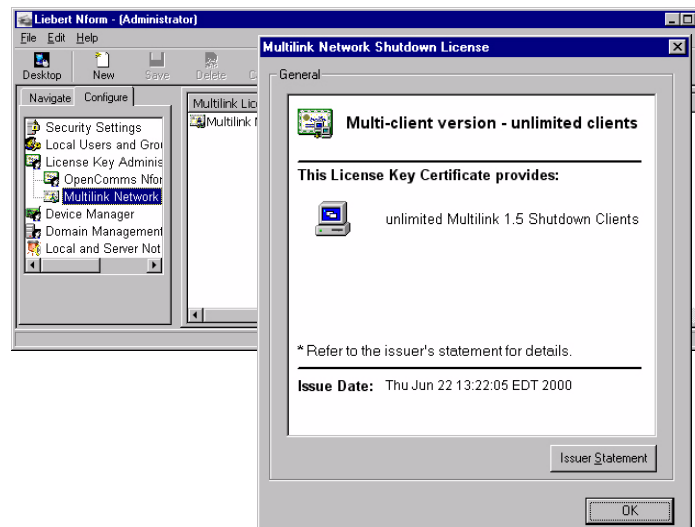 Liebert Nform - (Administrator)
File Edit Help
Desktop New Save Delete
Navigate Configure
Security Settings
Local Users and Grou
License Key Adminis
OpenComms Nfor
Multilink Network
Device Manager
Domain Management
Local and Server Not
Multilink Lic
Multilink
Multilink Network Shutdown License
General
Multi-client version - unlimited clients
This License Key Certificate provides:
unlimited Multilink 1.5 Shutdown Clients
* Refer to the issuer's statement for details.
Issue Date: Thu Jun 22 13:22:05 EDT 2000
Issuer Statement
OK